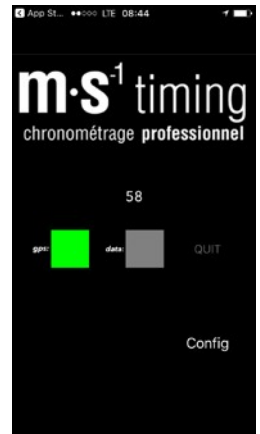 App St... LTE 08:44
m·s⁻¹ timing
chronométrage professionnel
58
gps: data: QUIT
Config